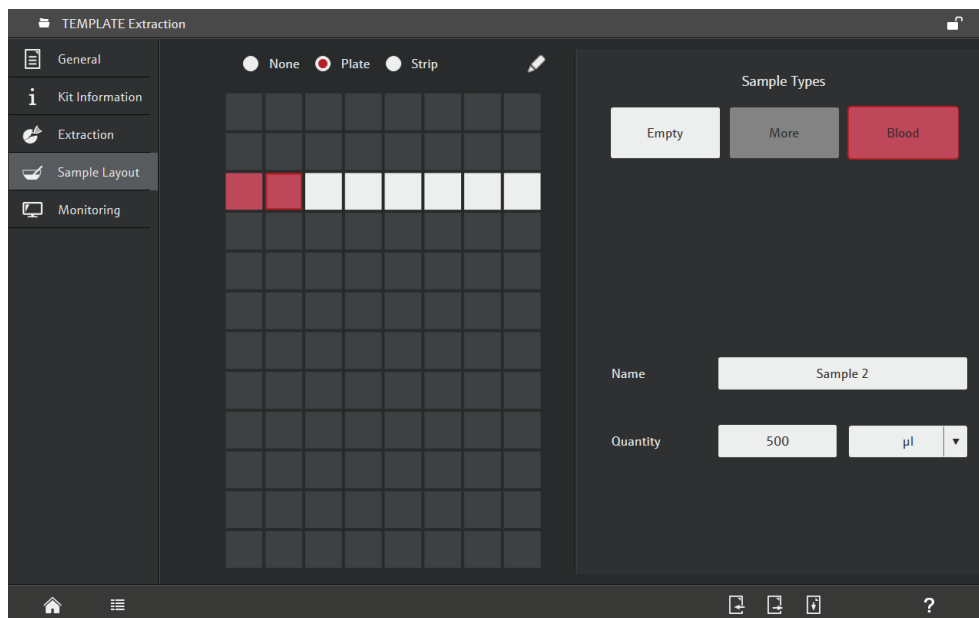 TEMPLATE Extraction
General
Kit Information
Extraction
Sample Layout
Monitoring
None Plate Strip
Sample Types
Empty More Blood
Name Sample 2
Quantity 500 µl
?